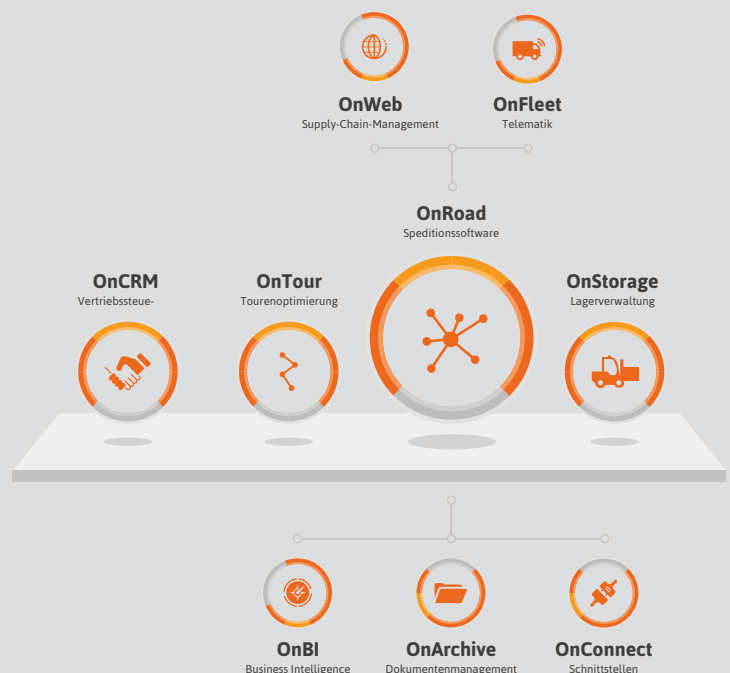 OnWeb
Supply-Chain-Management
OnFleet
Telematik
OnRoad
Speditionssoftware
OnCRM
Vertriebssteue-
OnTour
Tourenoptimierung
OnStorage
Lagerverwaltung
OnBI
Business Intelligence
OnArchive
Dokumentenmanagement
OnConnect
Schnittstellen